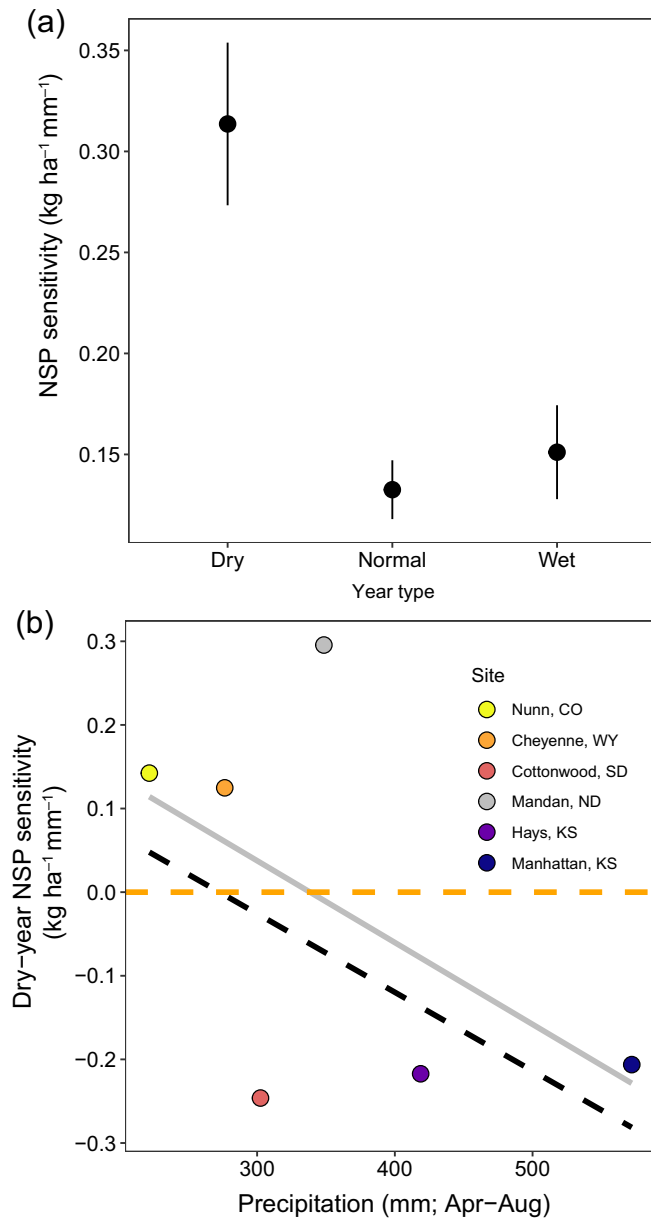 (a)
NSP sensitivity (kg ha⁻¹ mm⁻¹)
0.35
0.30
0.25
0.20
0.15
Dry Normal Wet
Year type
(b)
Dry−year NSP sensitivity
(kg ha⁻¹ mm⁻¹)
0.3
0.2
0.1
0.0
−0.1
−0.2
−0.3
Site
Nunn, CO
Cheyenne, WY
Cottonwood, SD
Mandan, ND
Hays, KS
Manhattan, KS
300 400 500
Precipitation (mm; Apr−Aug)